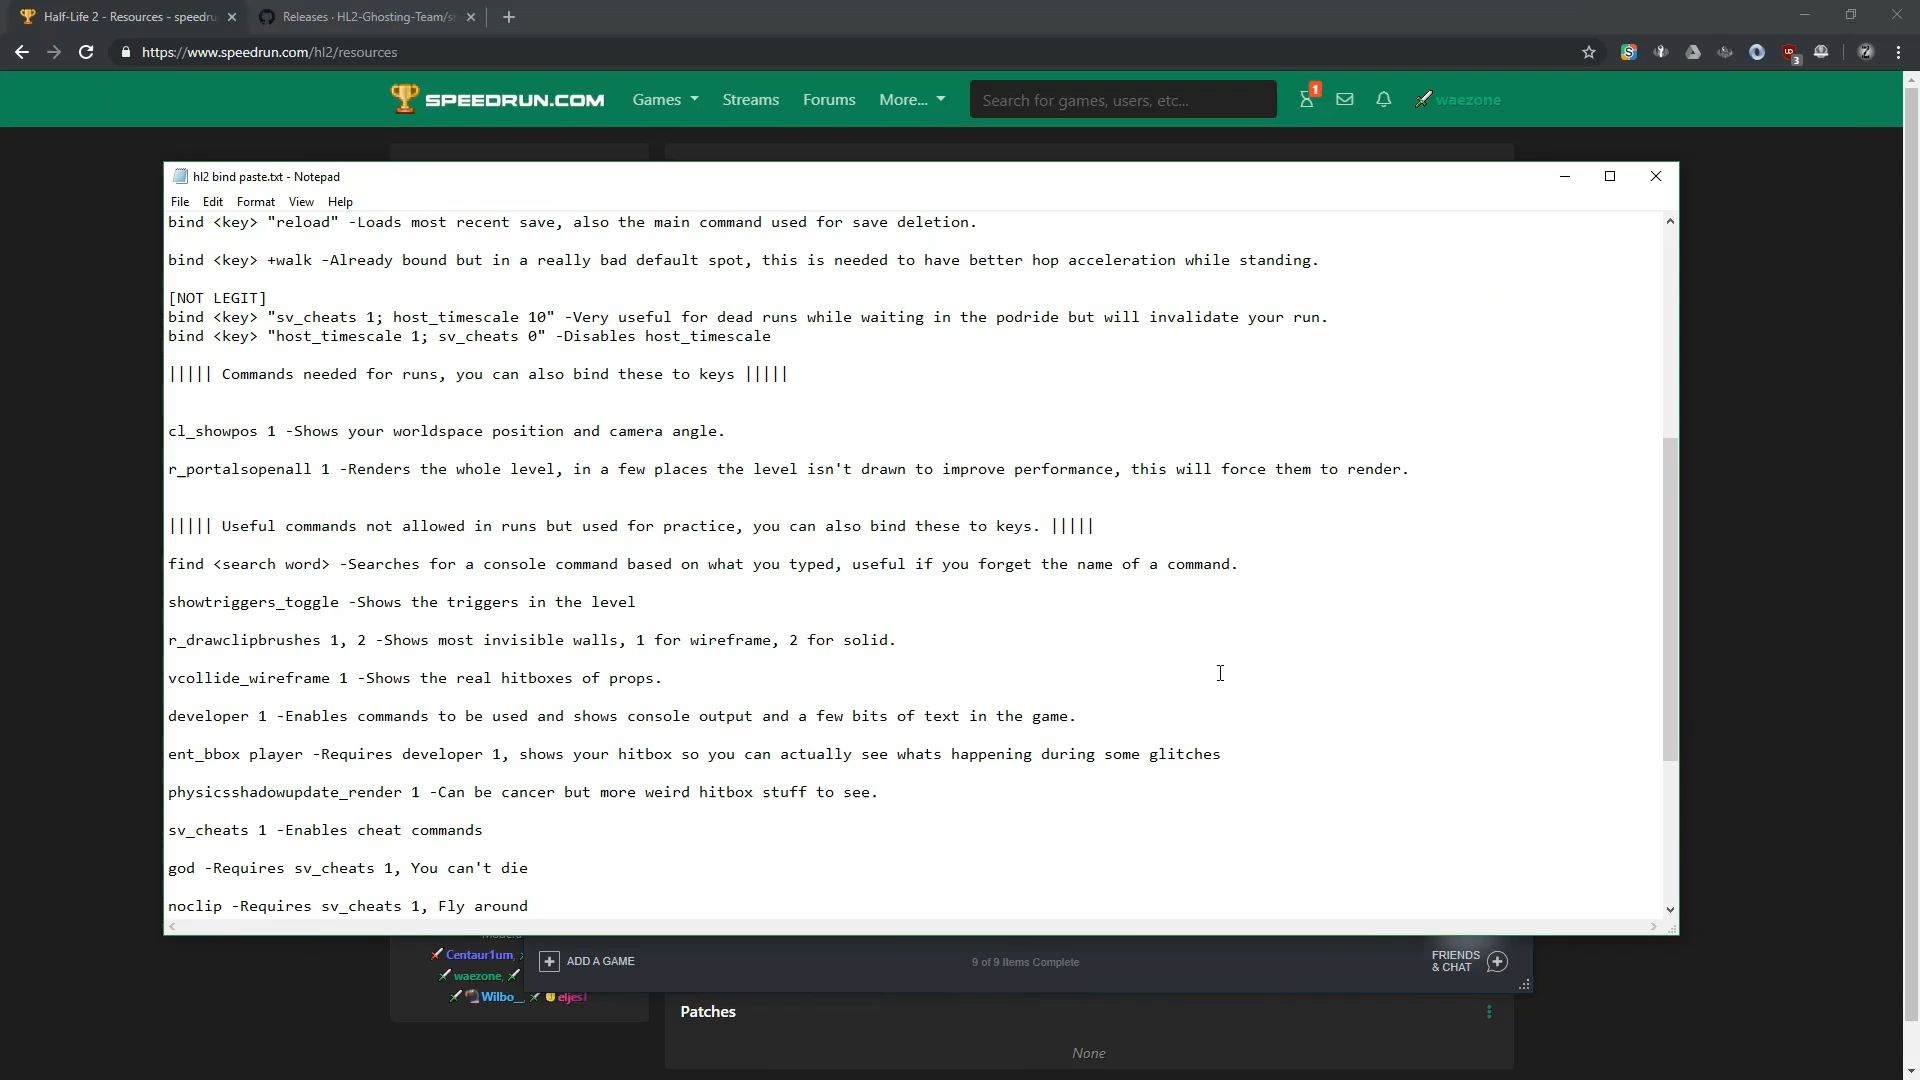 Half-Life 2 - Resources - speedru
Releases · HL2-Ghosting-Team/s
https://www.speedrun.com/hl2/resources
3
SPEEDRUN.COM
Games
Streams
Forums
More...
Search for games, users, etc...
1
waezone
hl2 bind paste.txt - Notepad
File Edit Format View Help
bind <key> "reload" -Loads most recent save, also the main command used for save deletion.
bind <key> +walk -Already bound but in a really bad default spot, this is needed to have better hop acceleration while standing.
[NOT LEGIT]
bind <key> "sv_cheats 1; host_timescale 10" -Very useful for dead runs while waiting in the podride but will invalidate your run.
bind <key> "host_timescale 1; sv_cheats 0" -Disables host_timescale
||||| Commands needed for runs, you can also bind these to keys |||||
cl_showpos 1 -Shows your worldspace position and camera angle.
r_portalsopenall 1 -Renders the whole level, in a few places the level isn't drawn to improve performance, this will force them to render.
||||| Useful commands not allowed in runs but used for practice, you can also bind these to keys. |||||
find <search word> -Searches for a console command based on what you typed, useful if you forget the name of a command.
showtriggers_toggle -Shows the triggers in the level
r_drawclipbrushes 1, 2 -Shows most invisible walls, 1 for wireframe, 2 for solid.
vcollide_wireframe 1 -Shows the real hitboxes of props.
developer 1 -Enables commands to be used and shows console output and a few bits of text in the game.
ent_bbox player -Requires developer 1, shows your hitbox so you can actually see whats happening during some glitches
physicsshadowupdate_render 1 -Can be cancer but more weird hitbox stuff to see.
sv_cheats 1 -Enables cheat commands
god -Requires sv_cheats 1, You can't die
noclip -Requires sv_cheats 1, Fly around
Centaur1um,
waezone,
Wilbo_ eljest
ADD A GAME
9 of 9 Items Complete
FRIENDS
& CHAT
Patches
None